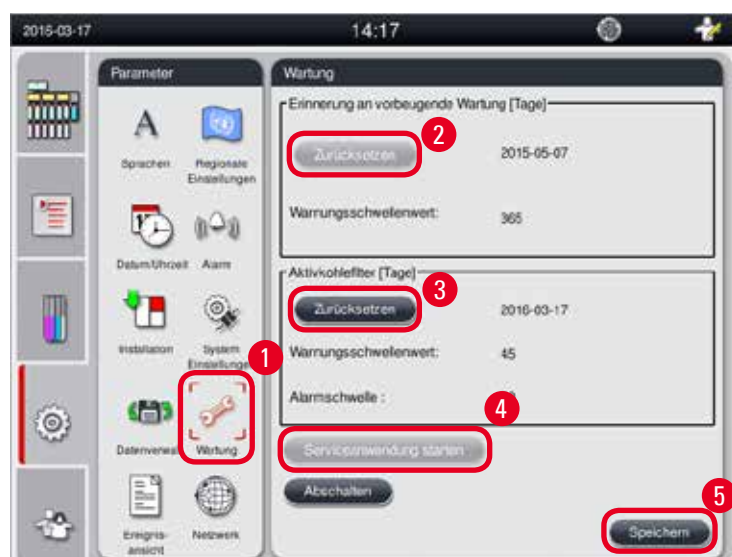 2015-03-17
14:17
Parameter
A
Sprachen
Regionale
Einstellungen
Datum/Uhrzeit
Alarm
Installation
System
Einstellungen
1
Datenverwal
Wartung
Ereignis-
ansicht
Netzwerk
Wartung
Erinnerung an vorbeugende Wartung [Tage]
2
Zurücksetzen
2015-05-07
Warnungsschwellenwert:
365
Aktivkohlefilter [Tage]
3
Zurücksetzen
2016-03-17
Warnungsschwellenwert:
45
Alarmschwelle :
4
Serviceanwendung starten
Abschalten
5
Speichern